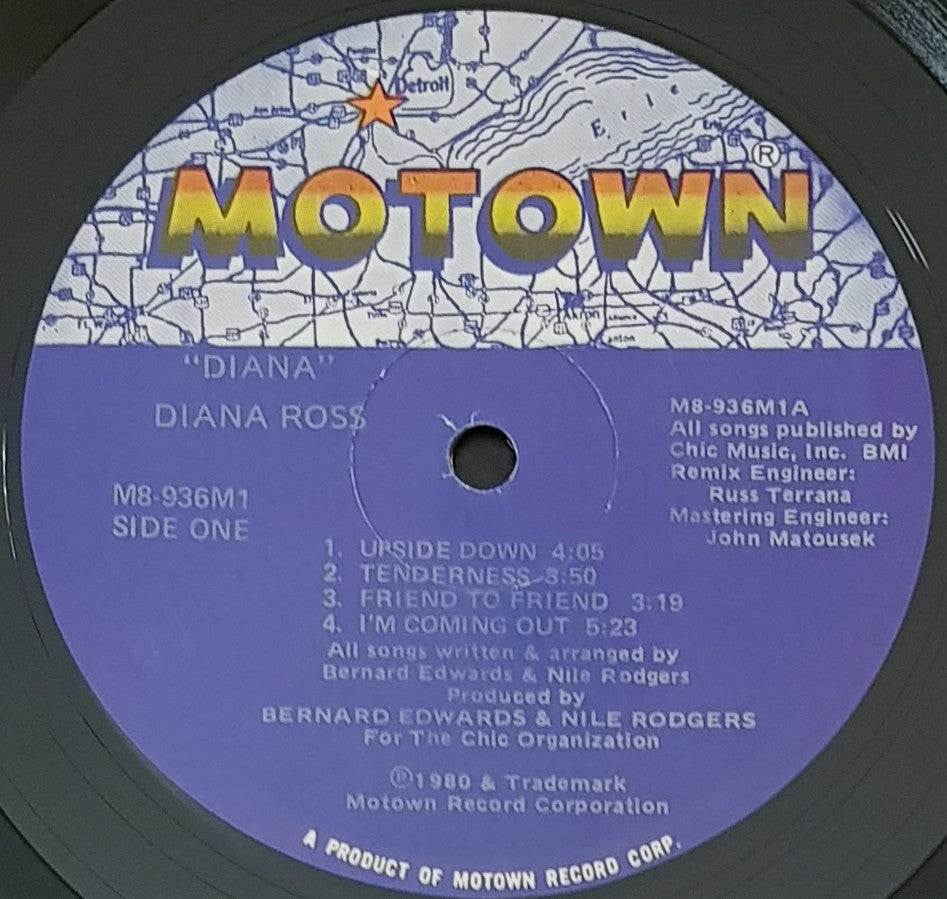 Detroit
Erie
®
MOTOWN
Akron
Canton
"DIANA"
DIANA ROSS
M8-936M1
SIDE ONE
M8-936M1A
All songs published by
Chic Music, Inc. BMI
Remix Engineer:
Russ Terrana
Mastering Engineer:
John Matousek
1. UPSIDE DOWN 4:05
2. TENDERNESS 3:50
3. FRIEND TO FRIEND 3:19
4. I'M COMING OUT 5:23
All songs written & arranged by
Bernard Edwards & Nile Rodgers
Produced by
BERNARD EDWARDS & NILE RODGERS
For The Chic Organization
℗1980 & Trademark
Motown Record Corporation
A PRODUCT OF MOTOWN RECORD CORP.